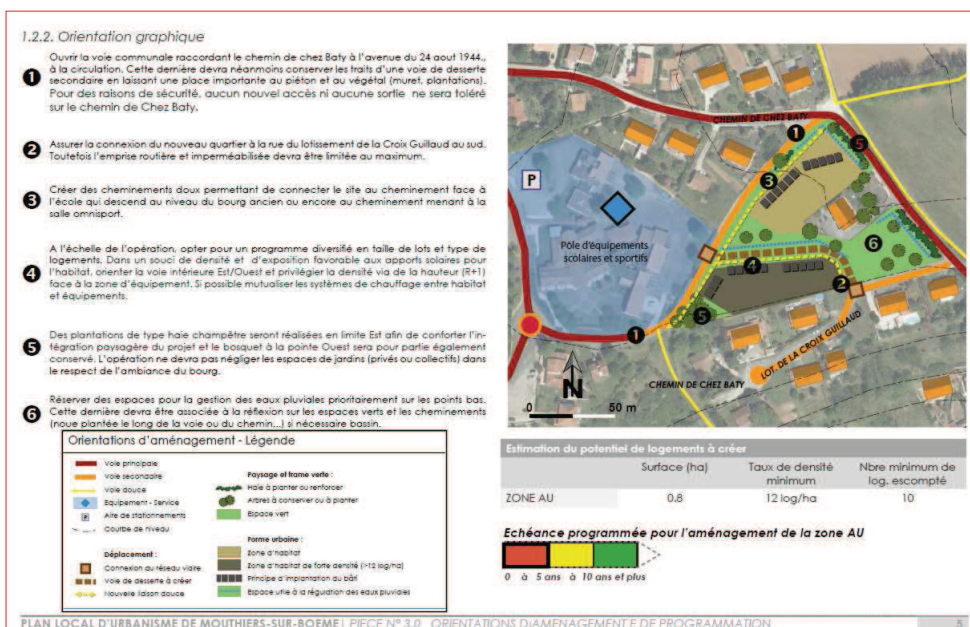 1.2.2. Orientation graphique
Ouvrir la voie communale raccordant le chemin de chez Baty à l'avenue du 24 aout 1944.,
à la circulation. Cette dernière devra néanmoins conserver les traits d'une voie de desserte
secondaire en laissant une place importante au piéton et au végétal (muret, plantations).
Pour des raisons de sécurité, aucun nouvel accès ni aucune sortie ne sera toléré
sur le chemin de Chez Baty.
1
Assurer la connexion du nouveau quartier à la rue du lotissement de la Croix Guillaud au sud.
Toutefois l'emprise routière et imperméabilisée devra être limitée au maximum.
2
Créer des cheminements doux permettant de connecter le site au cheminement face à
l'école qui descend au niveau du bourg ancien ou encore au cheminement menant à la
salle omnisport.
3
A l'échelle de l'opération, opter pour un programme diversifié en taille de lots et type de
logements. Dans un souci de densité et d'exposition favorable aux apports solaires pour
l'habitat, orienter la voie intérieure Est/Ouest et privilégier la densité via de la hauteur (R+1)
face à la zone d'équipement. Si possible mutualiser les systèmes de chauffage entre habitat
et équipements.
4
Des plantations de type haie champêtre seront réalisées en limite Est afin de conforter l'in-
tégration paysagère du projet et le bosquet à la pointe Ouest sera pour partie également
conservé. L'opération ne devra pas négliger les espaces de jardins (privés ou collectifs) dans
le respect de l'ambiance du bourg.
5
Réserver des espaces pour la gestion des eaux pluviales prioritairement sur les points bas.
Cette dernière devra être associée à la réflexion sur les espaces verts et les cheminements
(noue plantée le long de la voie ou du chemin...) si nécessaire bassin.
6
Orientations d'aménagement - Légende
Voie principale
Voie secondaire
Voie douce
Equipement - Service
P
Aire de stationnements
Courbe de niveau
Déplacement :
Connexion au réseau viaire
Voie de desserte à créer
Nouvelle liaison douce
Paysage et trame verte :
Haie à planter ou renforcer
Arbres à conserver ou à planter
Espace vert
Forme urbaine :
Zone d'habitat
Zone d'habitat de forte densité (>12 log/ha)
Principe d'implantation du bâti
Espace utile à la régulation des eaux pluviales
CHEMIN DE CHEZ BATY
1
5
P
3
Pôle d'équipements
scolaires et sportifs
6
4
2
5
1
LOT. DE LA CROIX GUILLAUD
CHEMIN DE CHEZ BATY
N
0 50 m
Estimation du potentiel de logements à créer
Surface (ha) Taux de densité minimum Nbre minimum de log. escompté
ZONE AU 0.8 12 log/ha 10
Echéance programmée pour l'aménagement de la zone AU
0 à 5 ans à 10 ans et plus
PLAN LOCAL D'URBANISME DE MOUTHIERS-SUR-BOEME | PIECE N° 3.0 ORIENTATIONS D'AMENAGEMENT E DE PROGRAMMATION 5